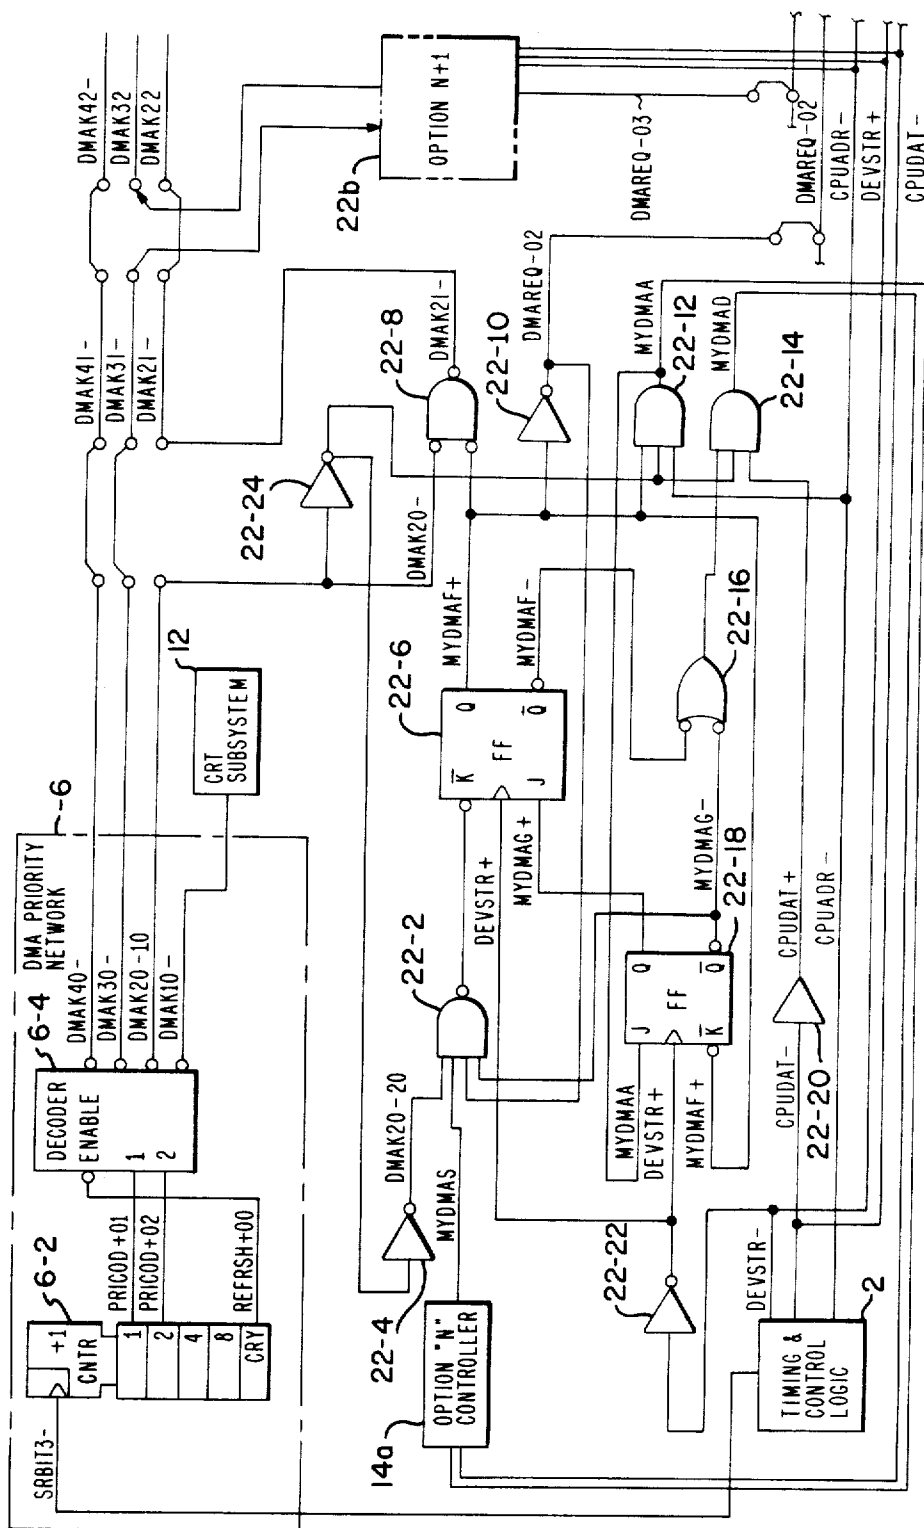 DMA PRIORITY
NETWORK
6
SRBIT3-
6-2
+1
CNTR
1
2
4
8
CRY
PRICOD+01
PRICOD+02
REFRSH+00
6-4
DECODER
ENABLE
1
2
DMAK40-
DMAK30-
DMAK20-10
DMAK10-
12
CRT
SUBSYSTEM
DMAK41-
DMAK31-
DMAK21-
DMAK42-
DMAK32
DMAK22
14a
OPTION "N"
CONTROLLER
22-4
DMAK20-20
MYDMAS
22-2
DEVSTR+
MYDMAG+
22-6
K
FF
J
Q
Q
MYDMAF+
MYDMAF-
22-24
DMAK20-
22-8
DMAK21-
22-10
DMAREQ-02
22b
OPTION N+1
DMAREQ-03
2
TIMING &
CONTROL
LOGIC
DEVSTR-
22-22
MYDMAA
DEVSTR+
MYDMAF+
J
FF
K
Q
Q
22-18
MYDMAG-
22-16
CPUDAT-
22-20
CPUDAT+
CPUADR-
MYDMAA
22-12
MYDMAD
22-14
DMAREQ-02
CPUADR-
DEVSTR+
CPUDAT-